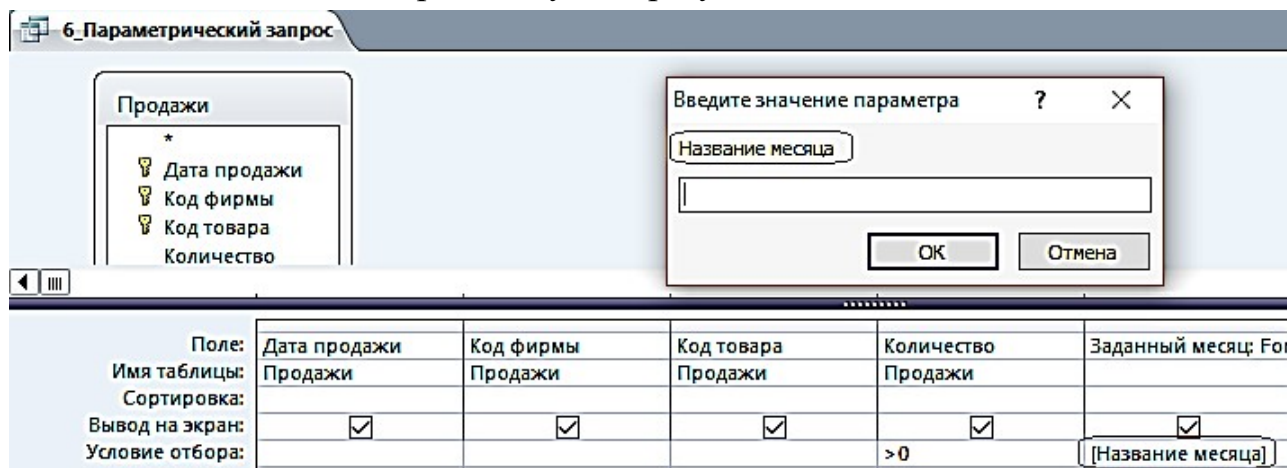 6_Параметрический запрос
Продажи
*
Дата продажи
Код фирмы
Код товара
Количество
Введите значение параметра ? ×
Название месяца
ОК Отмена
Поле: Дата продажи Код фирмы Код товара Количество Заданный месяц: For
Имя таблицы: Продажи Продажи Продажи Продажи
Сортировка:
Вывод на экран:
Условие отбора: >0 [Название месяца]